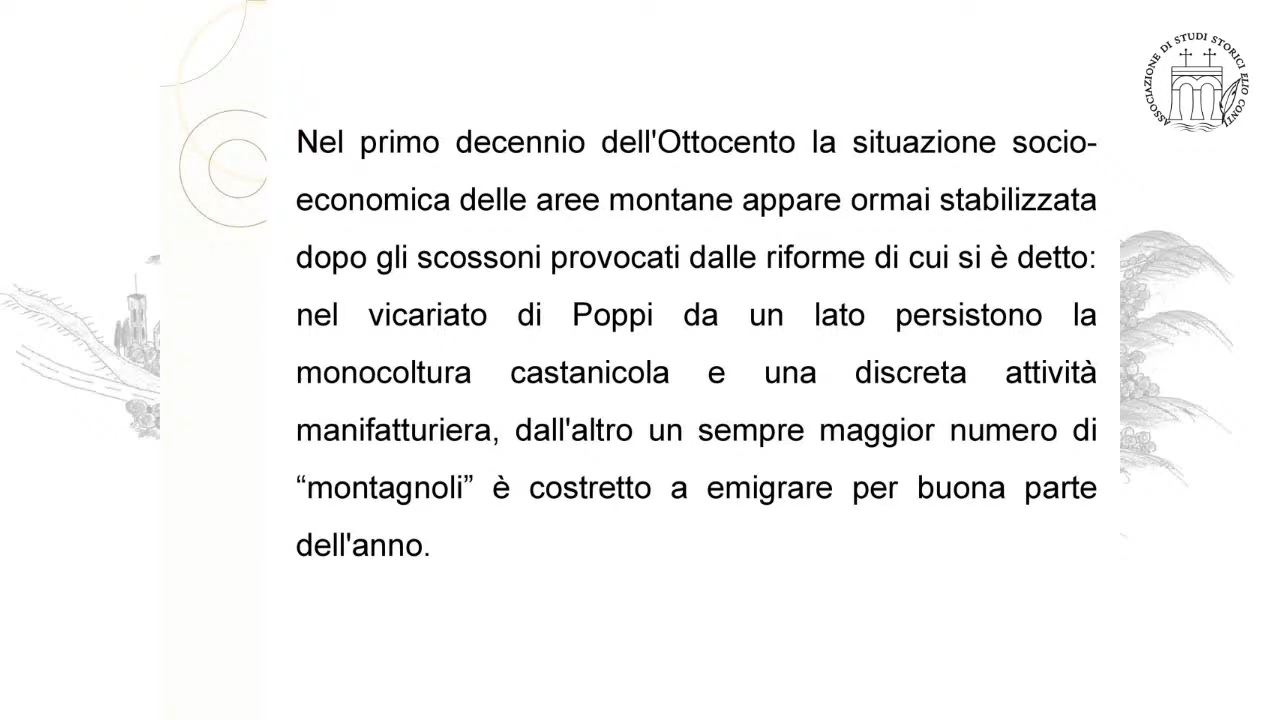 ASSOCIAZIONE DI STUDI STORICI ELIO CONTI
Nel primo decennio dell'Ottocento la situazione socio-
economica delle aree montane appare ormai stabilizzata
dopo gli scossoni provocati dalle riforme di cui si è detto:
nel vicariato di Poppi da un lato persistono la
monocoltura castanicola e una discreta attività
manifatturiera, dall'altro un sempre maggior numero di
“montagnoli” è costretto a emigrare per buona parte
dell'anno.